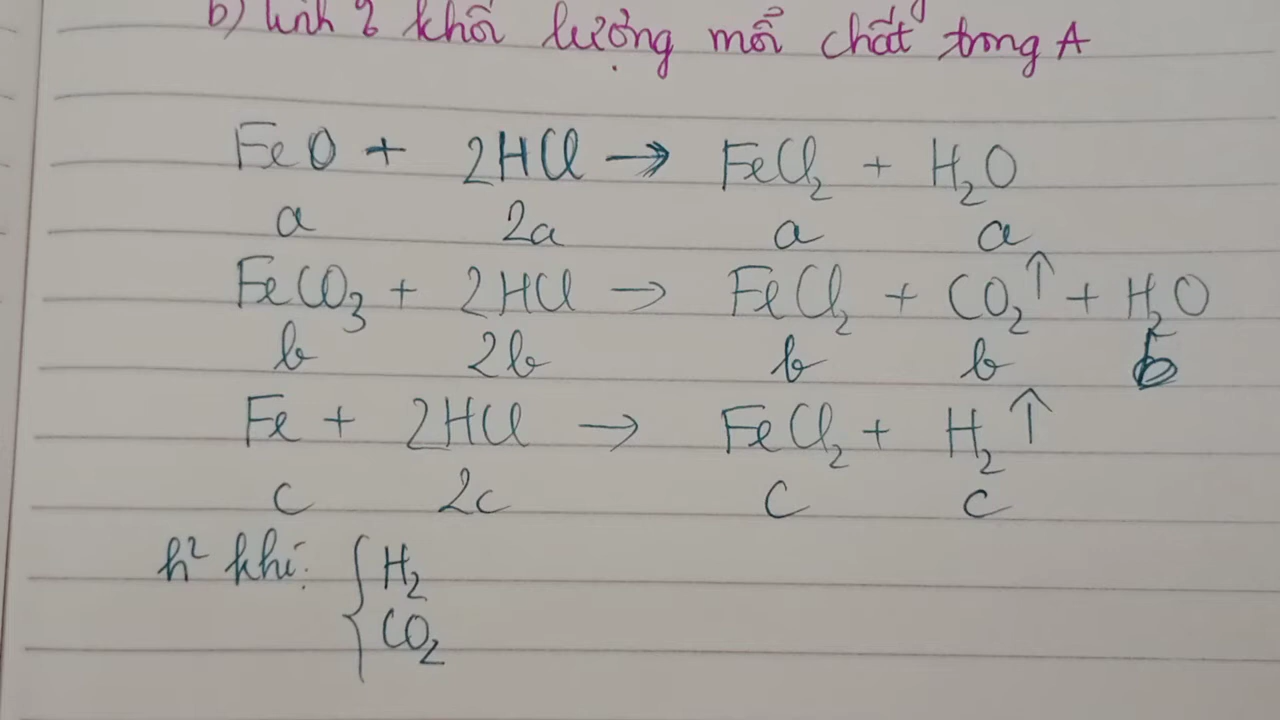 b) tính % khối lượng mỗi chất trong A
FeO + 2HCl → FeCl₂ + H₂O
a 2a a a
FeCO₃ + 2HCl → FeCl₂ + CO₂↑ + H₂O
b 2b b b b
Fe + 2HCl → FeCl₂ + H₂↑
c 2c c c
h² khí: { H₂
CO₂